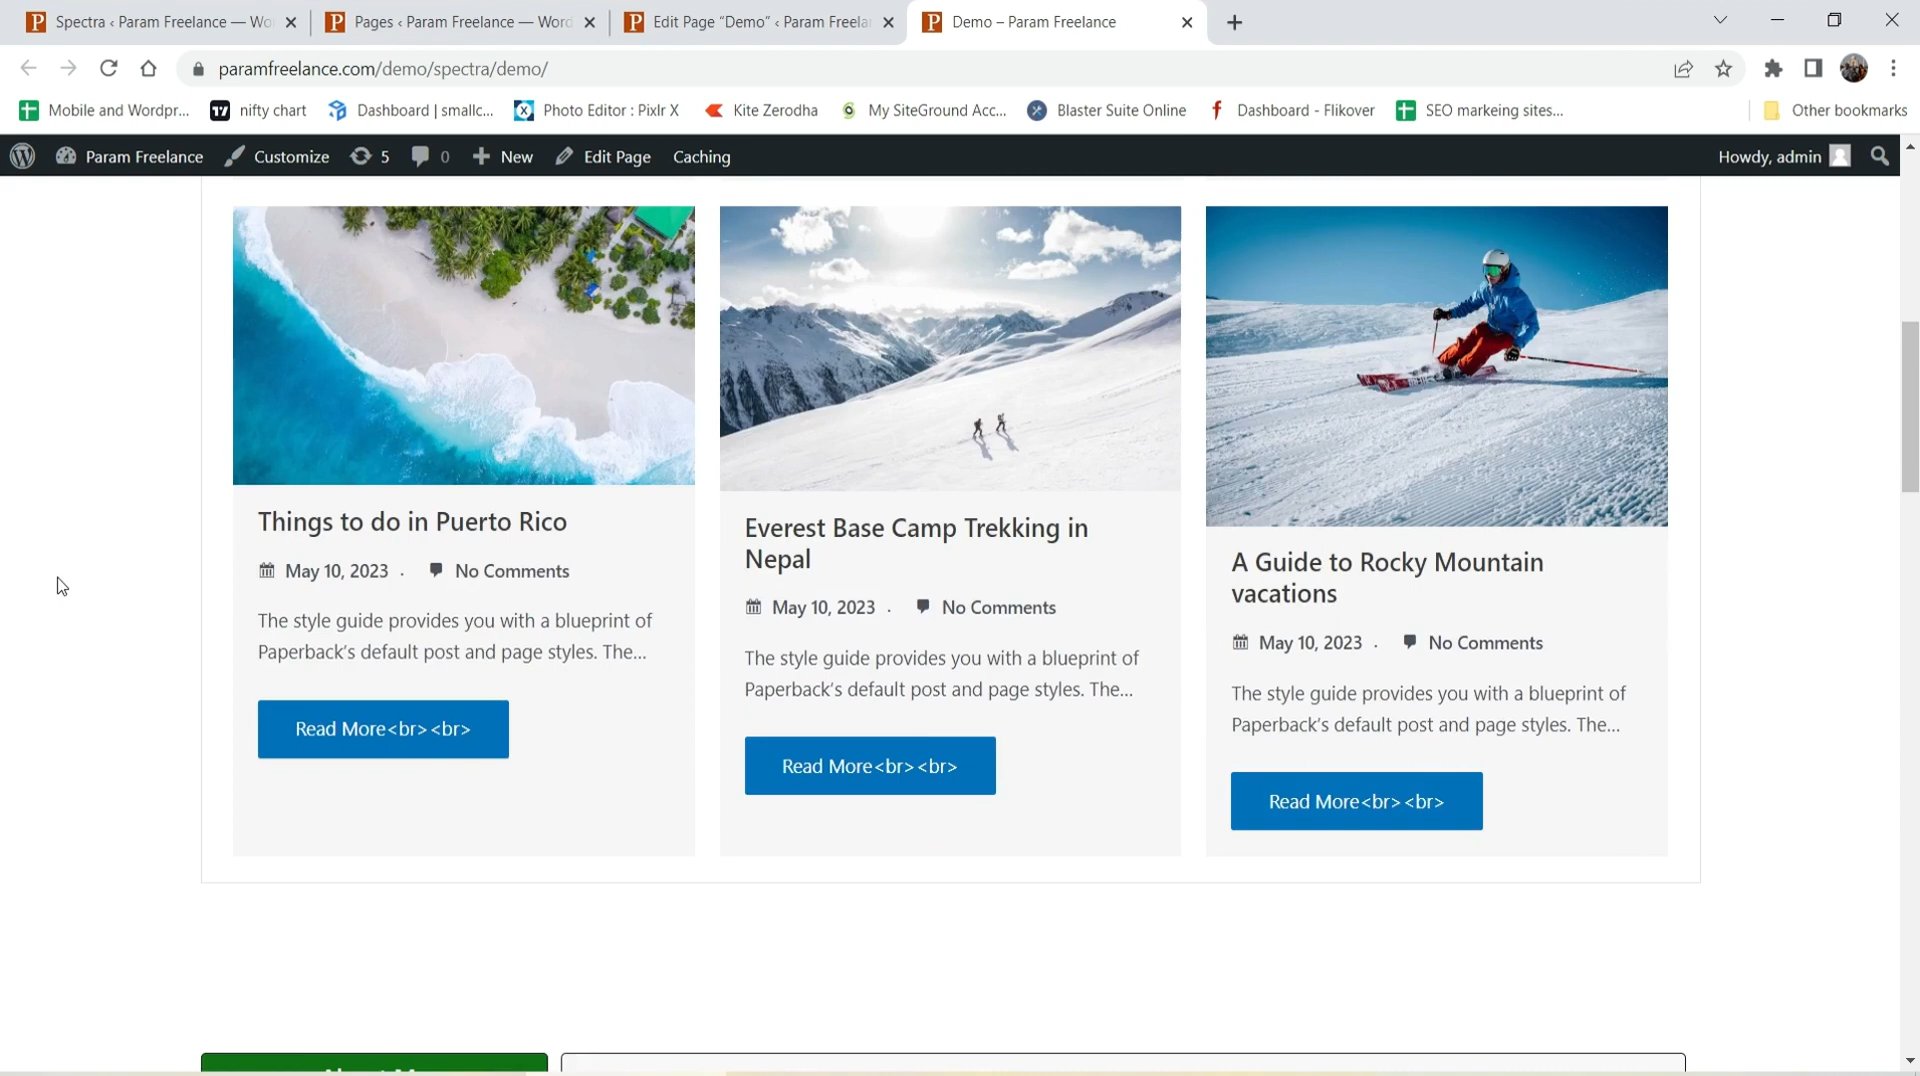 Spectra ‹ Param Freelance — Wo
Pages ‹ Param Freelance — Word
Edit Page “Demo” ‹ Param Freela
Demo – Param Freelance
paramfreelance.com/demo/spectra/demo/
Mobile and Wordpr...
nifty chart
Dashboard | smallc...
Photo Editor : Pixlr X
Kite Zerodha
My SiteGround Acc...
Blaster Suite Online
Dashboard - Flikover
SEO markeing sites...
Other bookmarks
Param Freelance
Customize
5
0
New
Edit Page
Caching
Howdy, admin
Things to do in Puerto Rico
May 10, 2023 . No Comments
The style guide provides you with a blueprint of
Paperback’s default post and page styles. The...
Read More<br><br>
Everest Base Camp Trekking in
Nepal
May 10, 2023 . No Comments
The style guide provides you with a blueprint of
Paperback’s default post and page styles. The...
Read More<br><br>
A Guide to Rocky Mountain
vacations
May 10, 2023 . No Comments
The style guide provides you with a blueprint of
Paperback’s default post and page styles. The...
Read More<br><br>